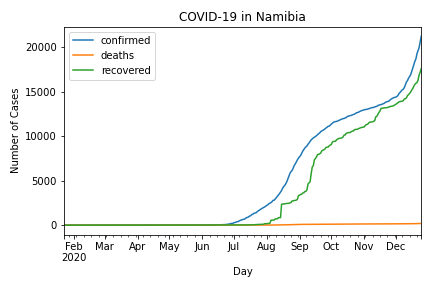 COVID-19 in Namibia
confirmed
deaths
recovered
Number of Cases
20000
15000
10000
5000
0
Feb Mar Apr May Jun Jul Aug Sep Oct Nov Dec
2020
Day